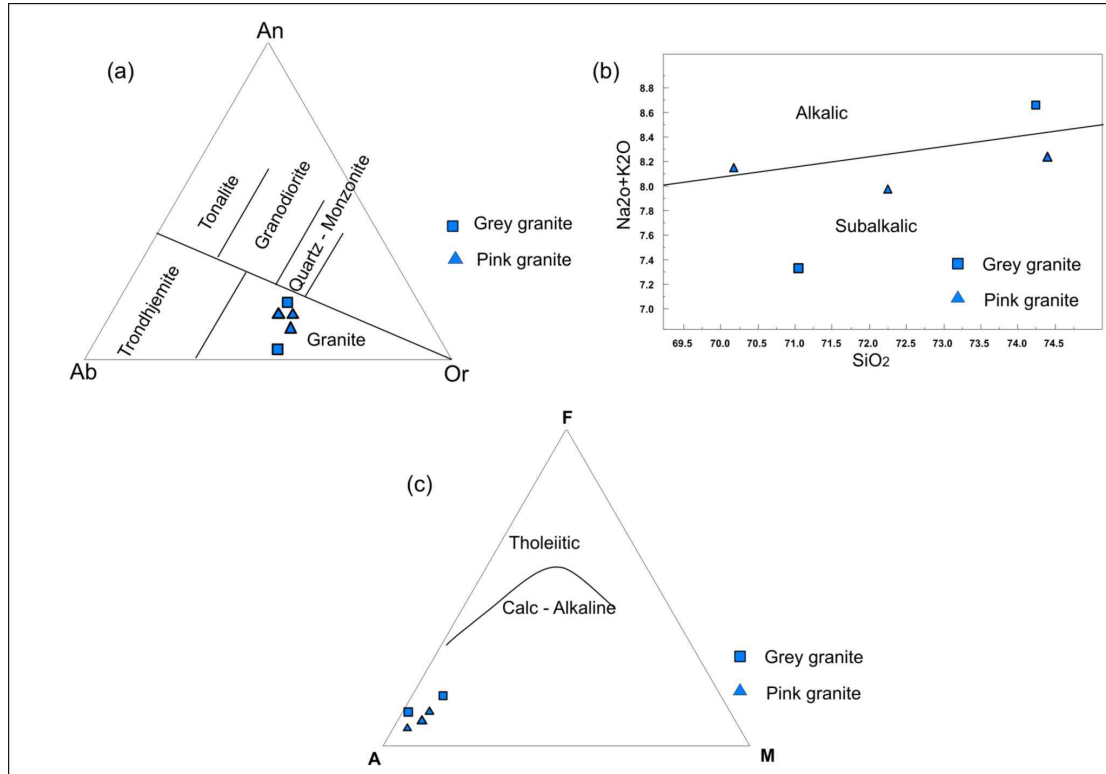 (a)
An
Tonalite
Granodiorite
Quartz - Monzonite
Trondhjemite
Granite
Ab
Or
Grey granite
Pink granite
(b)
Na2o+K2O
8.8
8.6
8.4
8.2
8.0
7.8
7.6
7.4
7.2
7.0
Alkalic
Subalkalic
Grey granite
Pink granite
69.5 70.0 70.5 71.0 71.5 72.0 72.5 73.0 73.5 74.0 74.5
SiO2
(c)
F
Tholeiitic
Calc - Alkaline
A
M
Grey granite
Pink granite